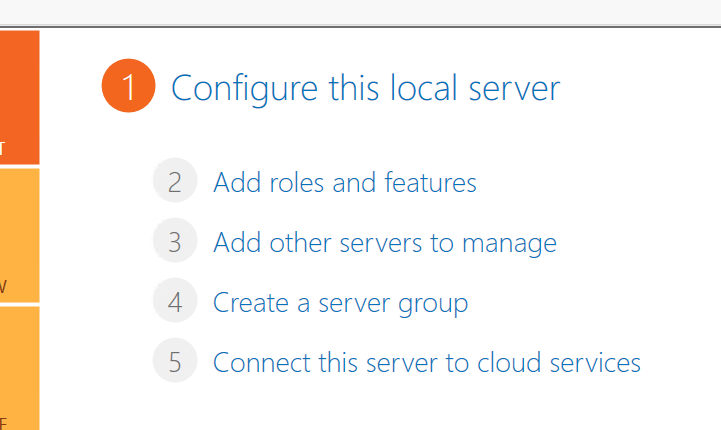 1 Configure this local server
2 Add roles and features
3 Add other servers to manage
4 Create a server group
5 Connect this server to cloud services